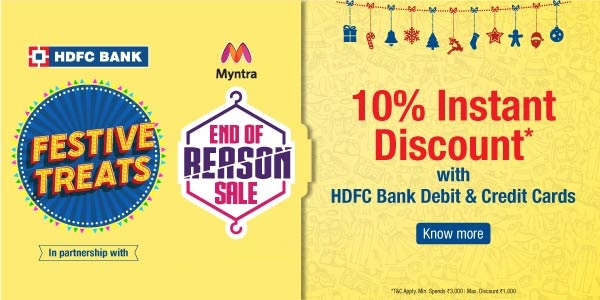 HDFC BANK
FESTIVE
TREATS
In partnership with
Myntra
END OF
REASON
SALE
10% Instant
Discount*
with
HDFC Bank Debit & Credit Cards
Know more
*T&C Apply. Min. Spends ₹3,000 | Max. Discount ₹1,000